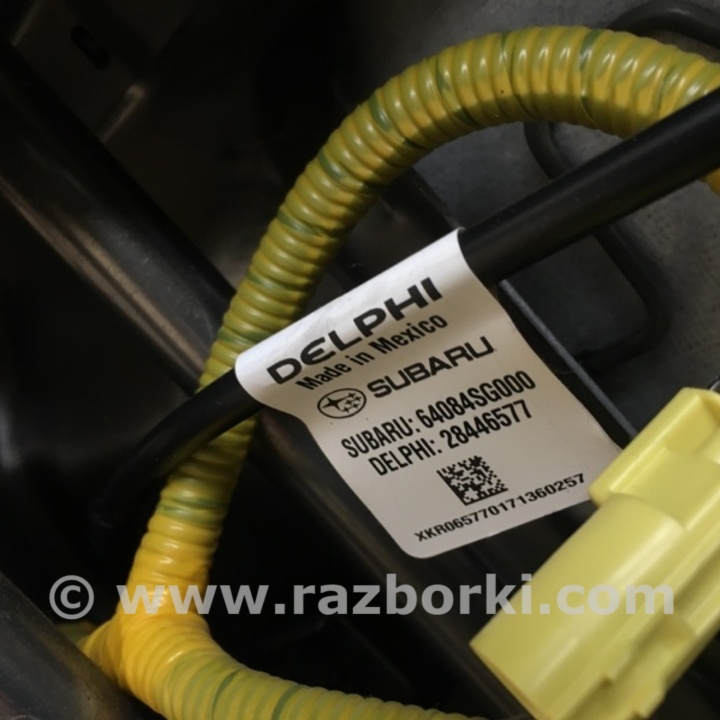 DELPHI
Made in Mexico
SUBARU
SUBARU: 64084SG000
DELPHI: 28446577
XKR065770171360257
© www.razborki.com